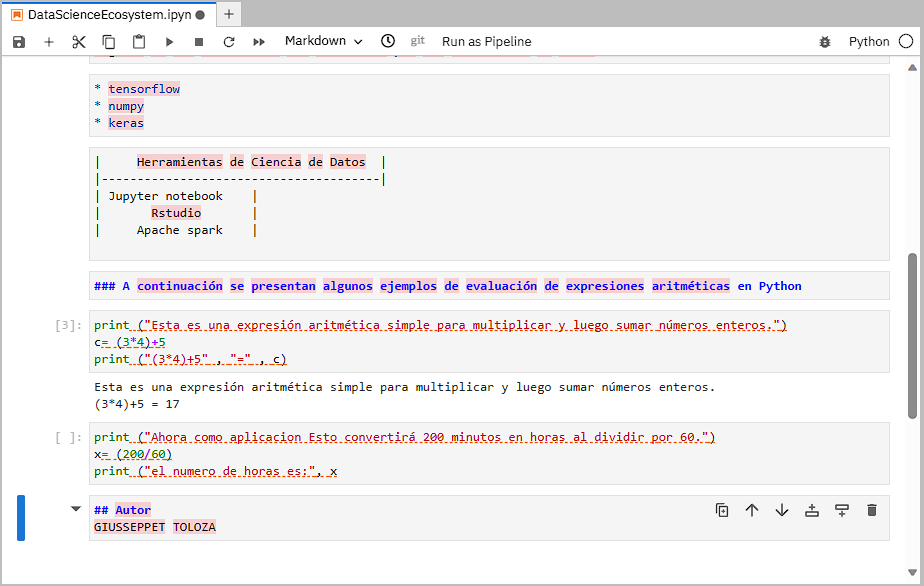 DataScienceEcosystem.ipyn
Markdown
git
Run as Pipeline
Python
* tensorflow
* numpy
* keras
|     Herramientas de Ciencia de Datos  |
|---------------------------------------|
| Jupyter notebook    |
|       Rstudio       |
|     Apache spark    |
### A continuación se presentan algunos ejemplos de evaluación de expresiones aritméticas en Python
[3]: print ("Esta es una expresión aritmética simple para multiplicar y luego sumar números enteros.")
c= (3*4)+5
print ("(3*4)+5" , "=" , c)
Esta es una expresión aritmética simple para multiplicar y luego sumar números enteros.
(3*4)+5 = 17
[ ]: print ("Ahora como aplicacion Esto convertirá 200 minutos en horas al dividir por 60.")
x= (200/60)
print ("el numero de horas es:", x
## Autor
GIUSSEPPET TOLOZA